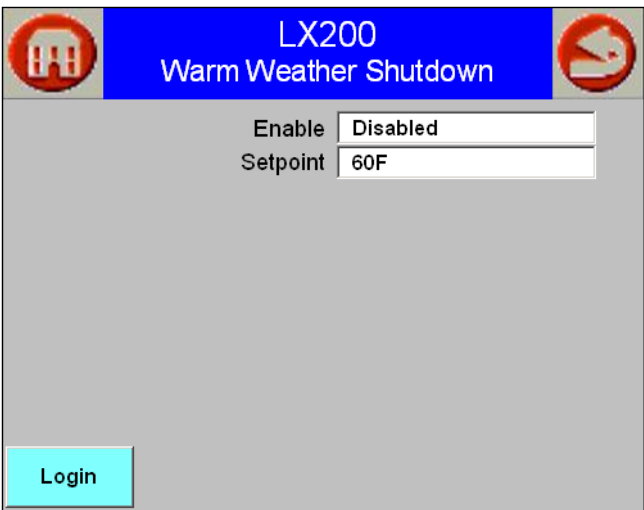 LX200
Warm Weather Shutdown
Enable Disabled
Setpoint 60F
Login